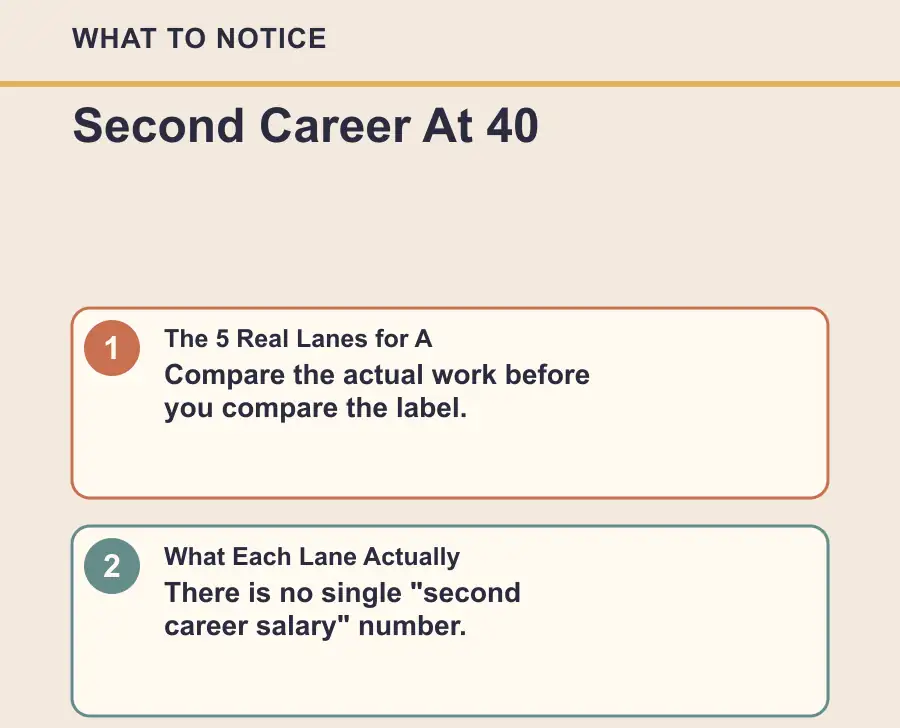 WHAT TO NOTICE
Second Career At 40
1
The 5 Real Lanes for A
Compare the actual work before
you compare the label.
2
What Each Lane Actually
There is no single "second
career salary" number.